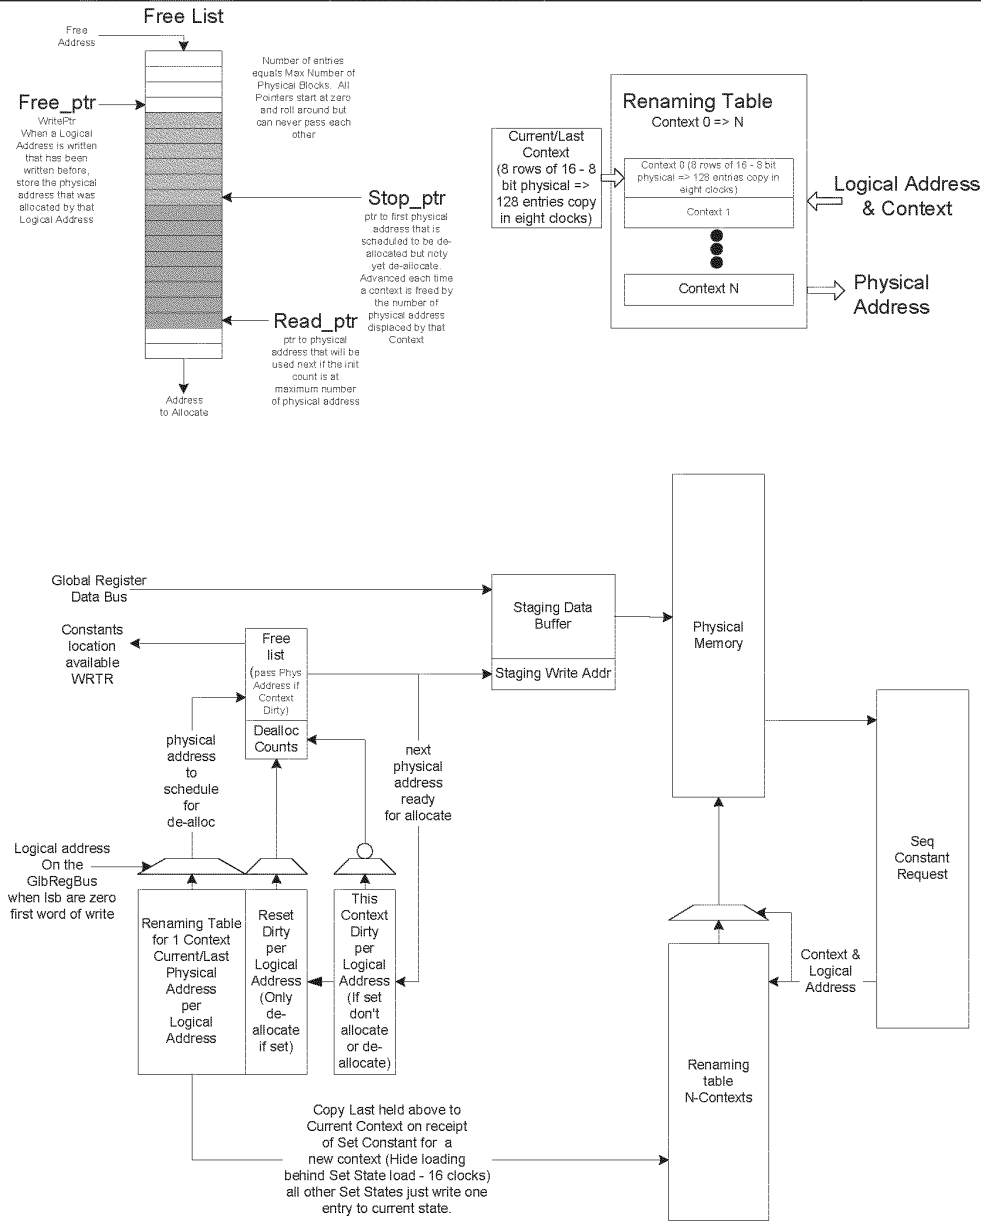 Free List
Free
Address
Number of entries
equals Max Number of
Physical Blocks. All
Pointers start at zero
and roll around but
can never pass each
other
Free_ptr
WritePtr
When a Logical
Address is written
that has been
written before,
store the physical
address that was
allocated by that
Logical Address
Stop_ptr
ptr to first physical
address that is
scheduled to be de-
allocated but noty
yet de-allocate.
Advanced each time
a context is freed by
the number of
physical address
displaced by that
Context
Read_ptr
ptr to physical
address that will be
used next if the init
count is at
maximum number
of physical address
Address
to Allocate
Current/Last
Context
(8 rows of 16 - 8
bit physical =>
128 entries copy
in eight clocks)
Renaming Table
Context 0 => N
Context 0 (8 rows of 16 - 8 bit
physical => 128 entries copy in
eight clocks)
Context 1
Context N
Logical Address
& Context
Physical
Address
Global Register
Data Bus
Constants
location
available
WRTR
Free
list
(pass Phys
Address if
Context
Dirty)
Dealloc
Counts
Staging Data
Buffer
Staging Write Addr
Physical
Memory
physical
address
to
schedule
for
de-alloc
next
physical
address
ready
for allocate
Logical address
On the
GlbRegBus
when lsb are zero
first word of write
Renaming Table
for 1 Context
Current/Last
Physical
Address
per
Logical
Address
Reset
Dirty
per
Logical
Address
(Only
de-
allocate
if set)
This
Context
Dirty
per
Logical
Address
(If set
don't
allocate
or de-
allocate)
Seq
Constant
Request
Context &
Logical
Address
Renaming
table
N-Contexts
Copy Last held above to
Current Context on receipt
of Set Constant for a
new context (Hide loading
behind Set State load - 16 clocks)
all other Set States just write one
entry to current state.